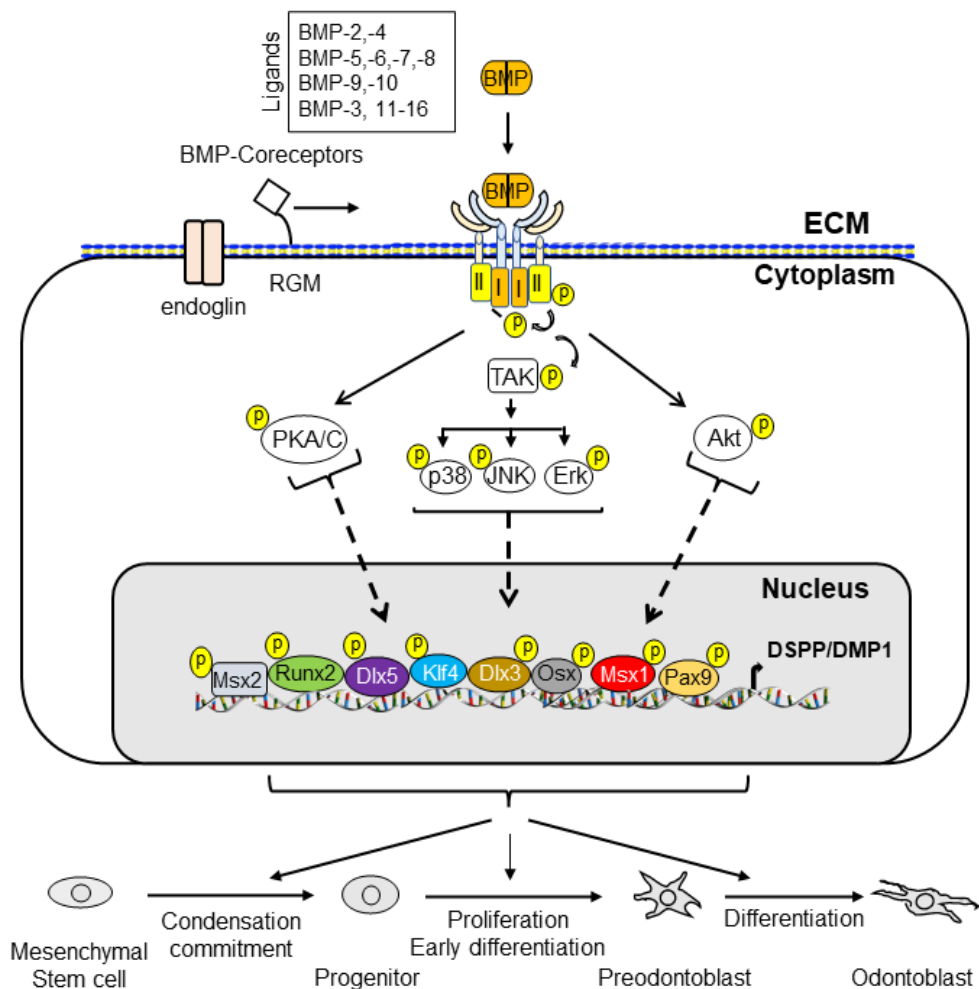 Ligands
BMP-2,-4
BMP-5,-6,-7,-8
BMP-9,-10
BMP-3, 11-16
BMP
BMP-Coreceptors
BMP
ECM
Cytoplasm
endoglin
RGM
II
I
I
II
P
P
TAK
P
P
PKA/C
P
p38
P
JNK
Erk
P
Akt
P
Nucleus
DSPP/DMP1
P
Msx2
P
Runx2
P
Dlx5
P
Klf4
P
Dlx3
P
Osx
P
Msx1
P
Pax9
Mesenchymal
Stem cell
Condensation
commitment
Progenitor
Proliferation
Early differentiation
Preodontoblast
Differentiation
Odontoblast